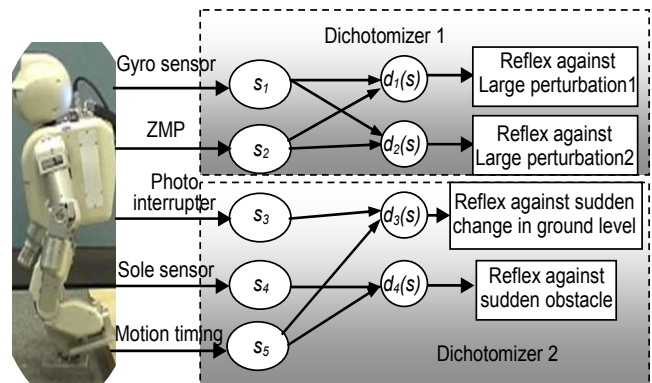 Dichotomizer 1
Gyro sensor
s1
d1(s)
Reflex against
Large perturbation1
ZMP
s2
d2(s)
Reflex against
Large perturbation2
Photo
interrupter
s3
d3(s)
Reflex against sudden
change in ground level
Sole sensor
s4
d4(s)
Reflex against
sudden obstacle
Motion timing
s5
Dichotomizer 2